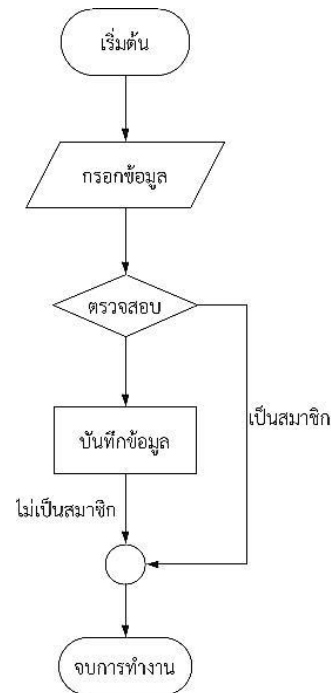 เริ่มต้น
กรอกข้อมูล
ตรวจสอบ
เป็นสมาชิก
บันทึกข้อมูล
ไม่เป็นสมาชิก
จบการทำงาน